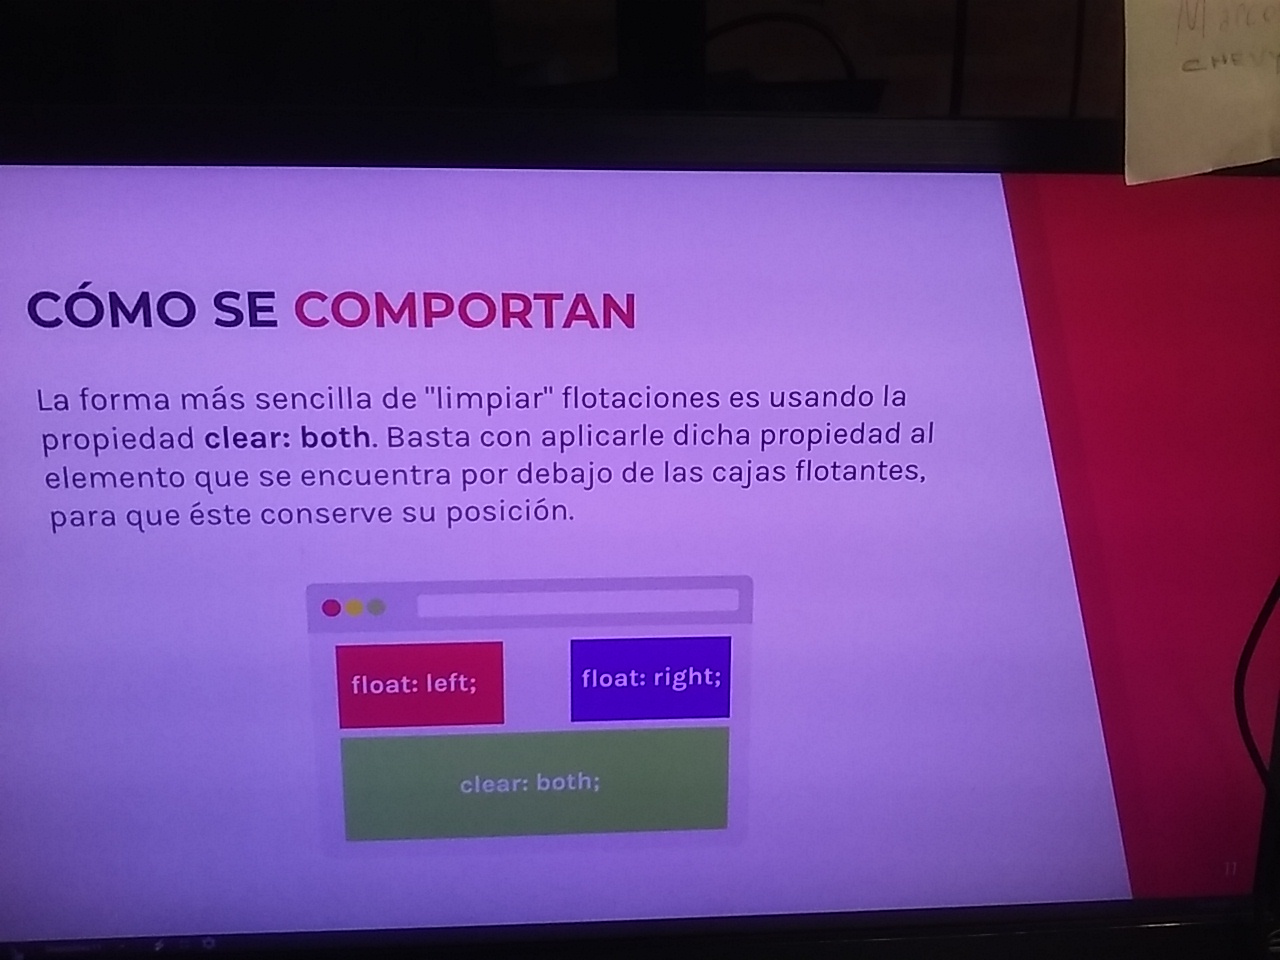 CHEVY
CÓMO SE COMPORTAN
La forma más sencilla de "limpiar" flotaciones es usando la
propiedad clear: both. Basta con aplicarle dicha propiedad al
elemento que se encuentra por debajo de las cajas flotantes,
para que éste conserve su posición.
float: left;
float: right;
clear: both;
11